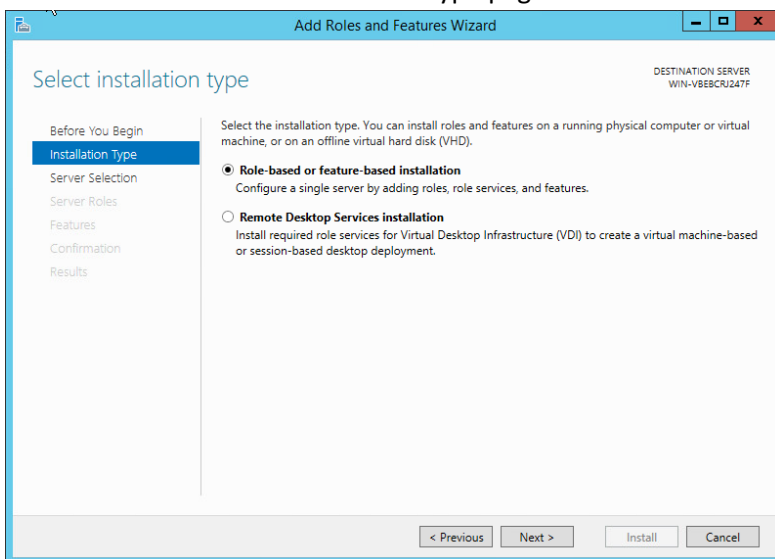 Add Roles and Features Wizard
Select installation type
DESTINATION SERVER
WIN-VBEBCRJ247F
Before You Begin
Installation Type
Server Selection
Server Roles
Features
Confirmation
Results
Select the installation type. You can install roles and features on a running physical computer or virtual
machine, or on an offline virtual hard disk (VHD).
Role-based or feature-based installation
Configure a single server by adding roles, role services, and features.
Remote Desktop Services installation
Install required role services for Virtual Desktop Infrastructure (VDI) to create a virtual machine-based
or session-based desktop deployment.
< Previous
Next >
Install
Cancel